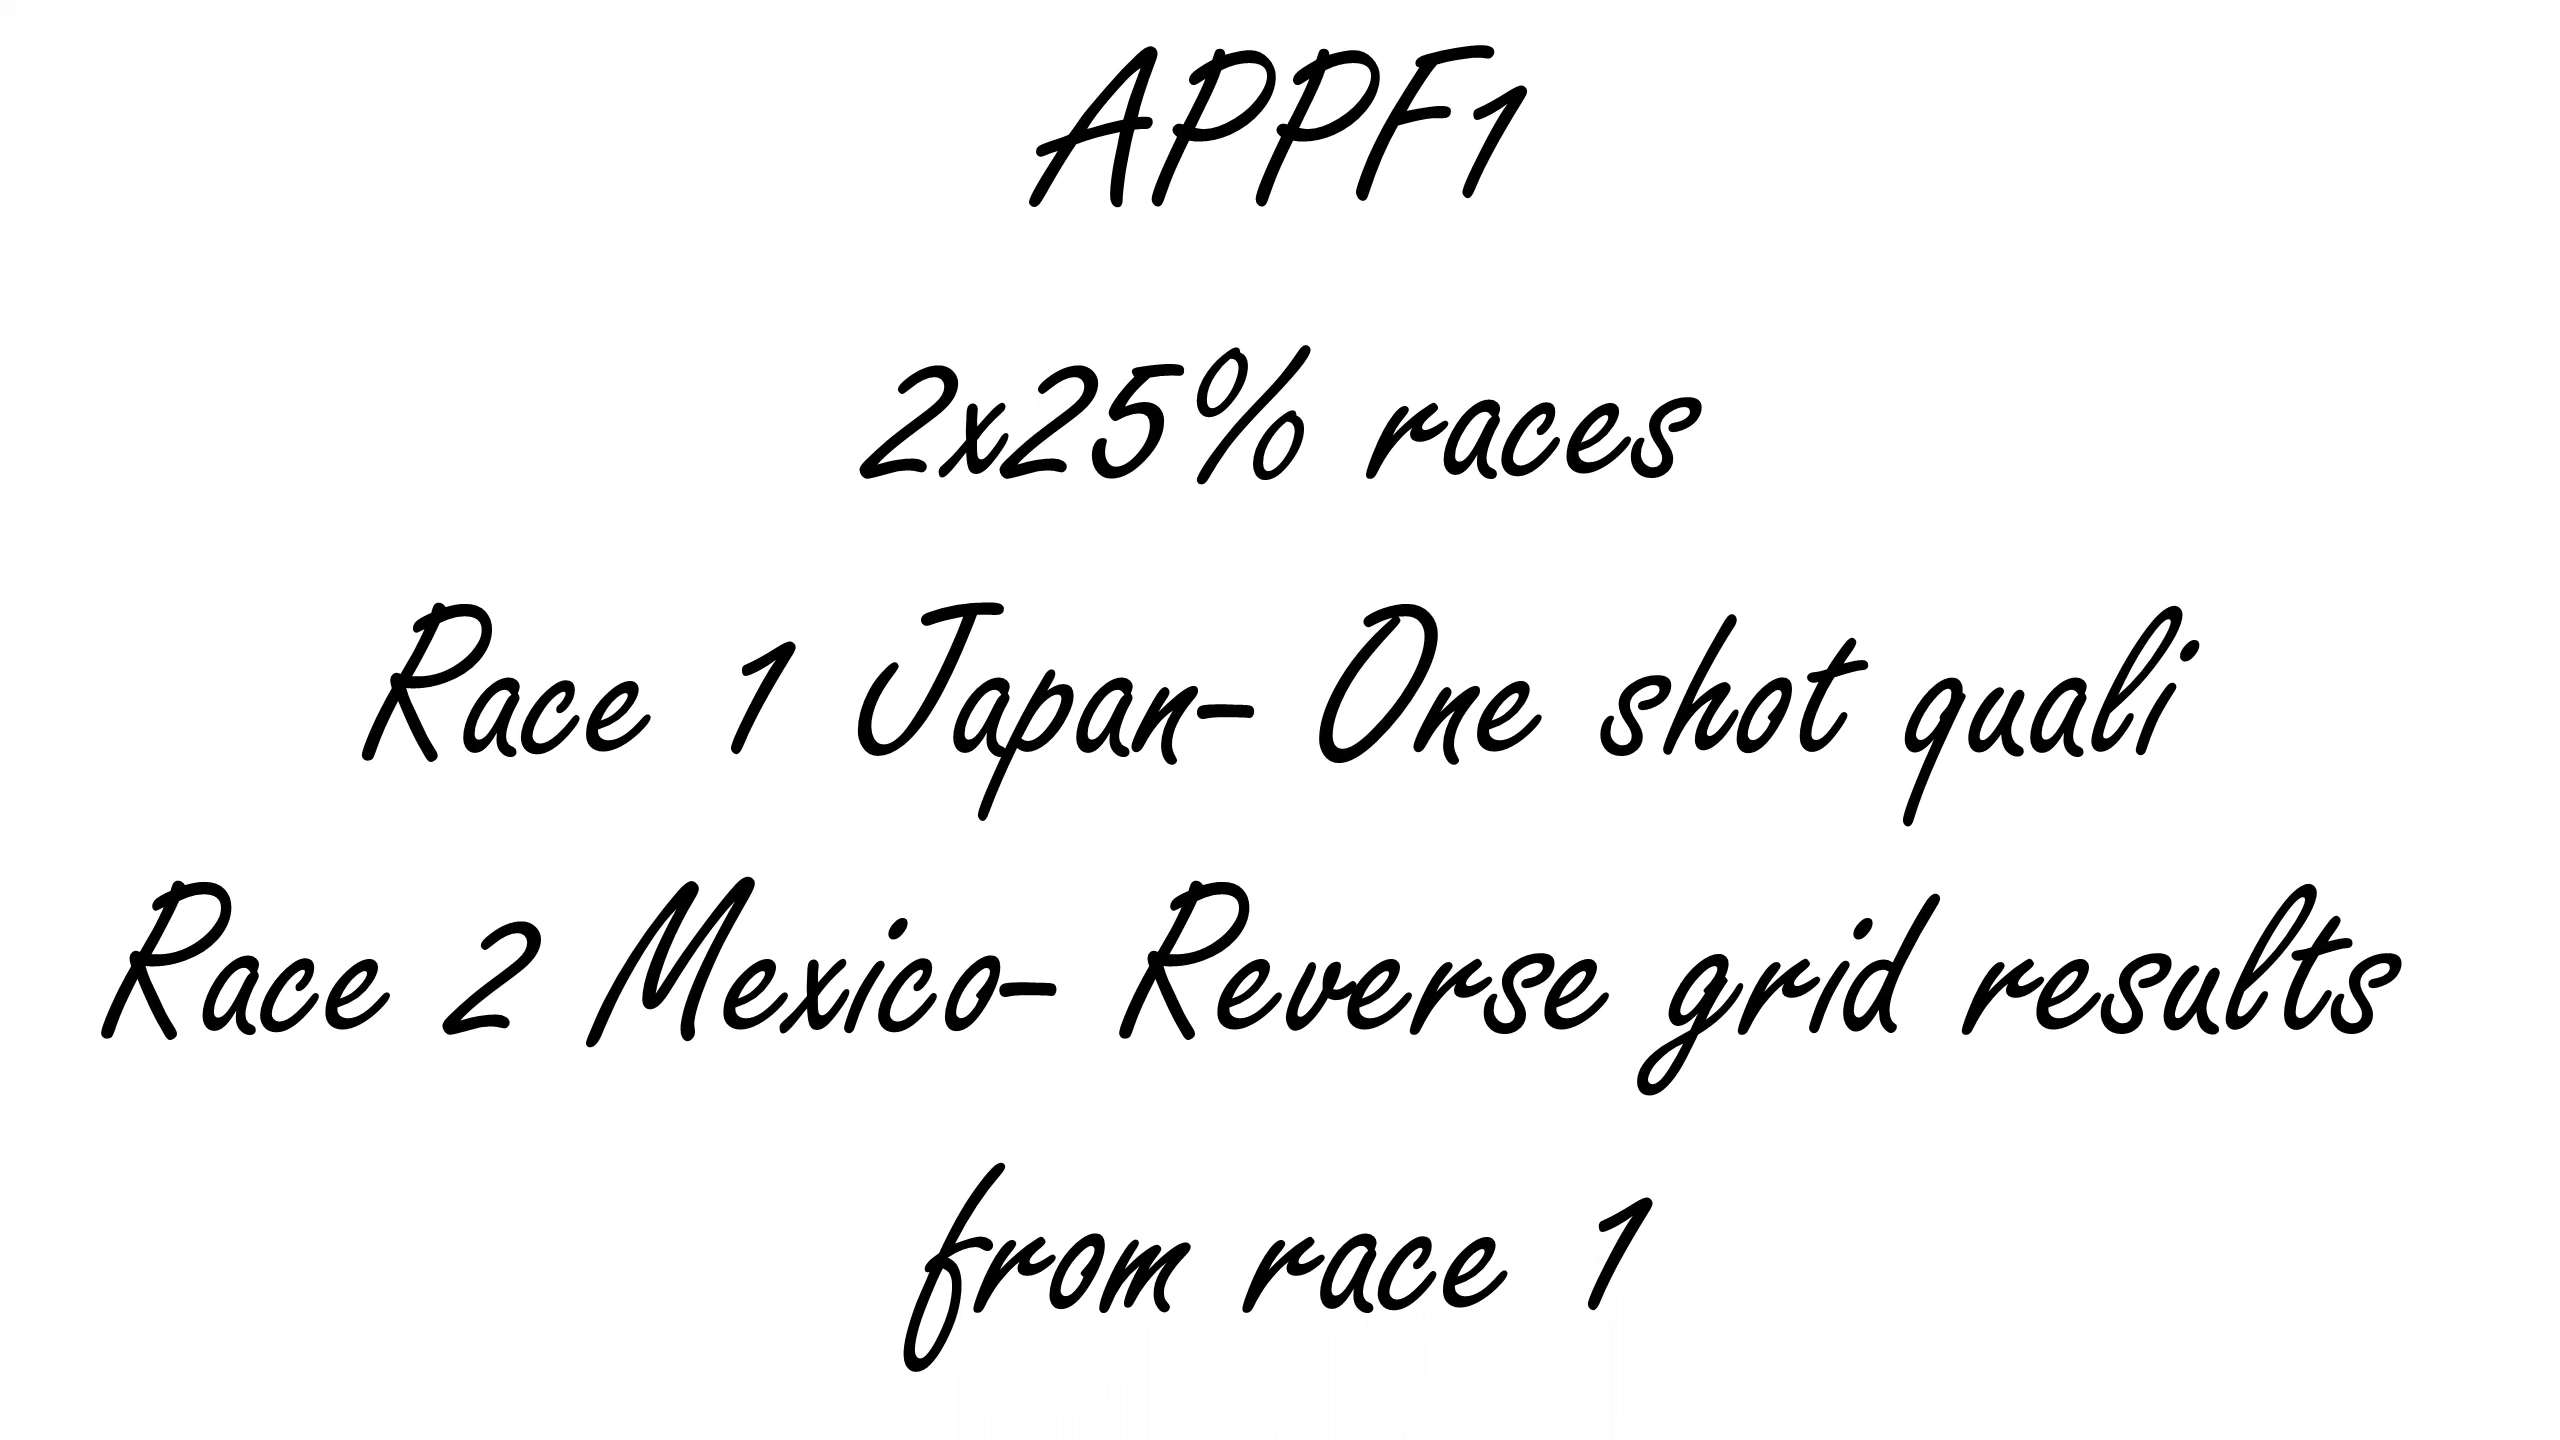 APPF1
2x25% races
Race 1 Japan- One shot quali
Race 2 Mexico- Reverse grid results
from race 1